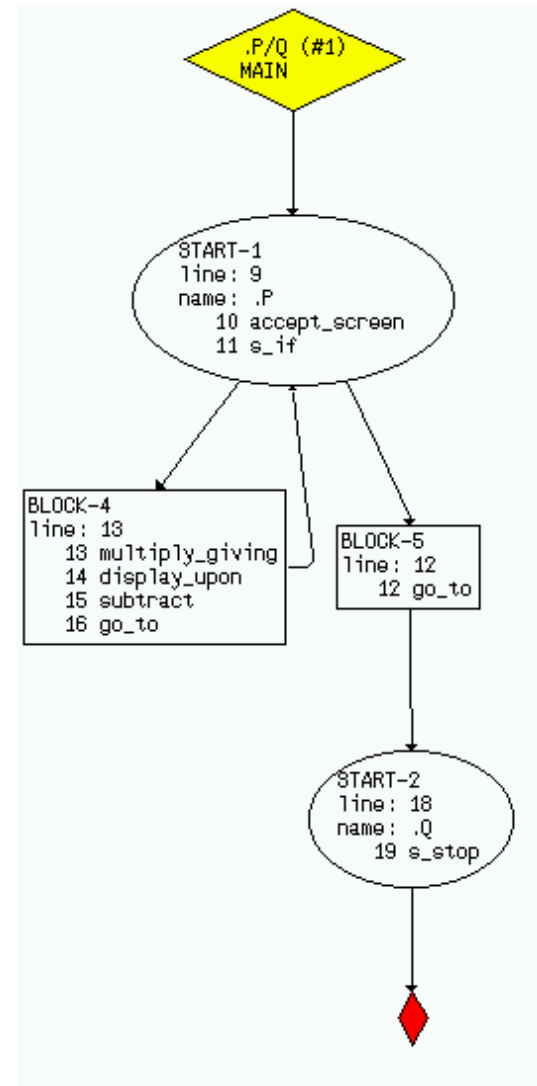 .P/Q (#1)
MAIN
START-1
line: 9
name: .P
10 accept_screen
11 s_if
BLOCK-4
line: 13
13 multiply_giving
14 display_upon
15 subtract
16 go_to
BLOCK-5
line: 12
12 go_to
START-2
line: 18
name: .Q
19 s_stop